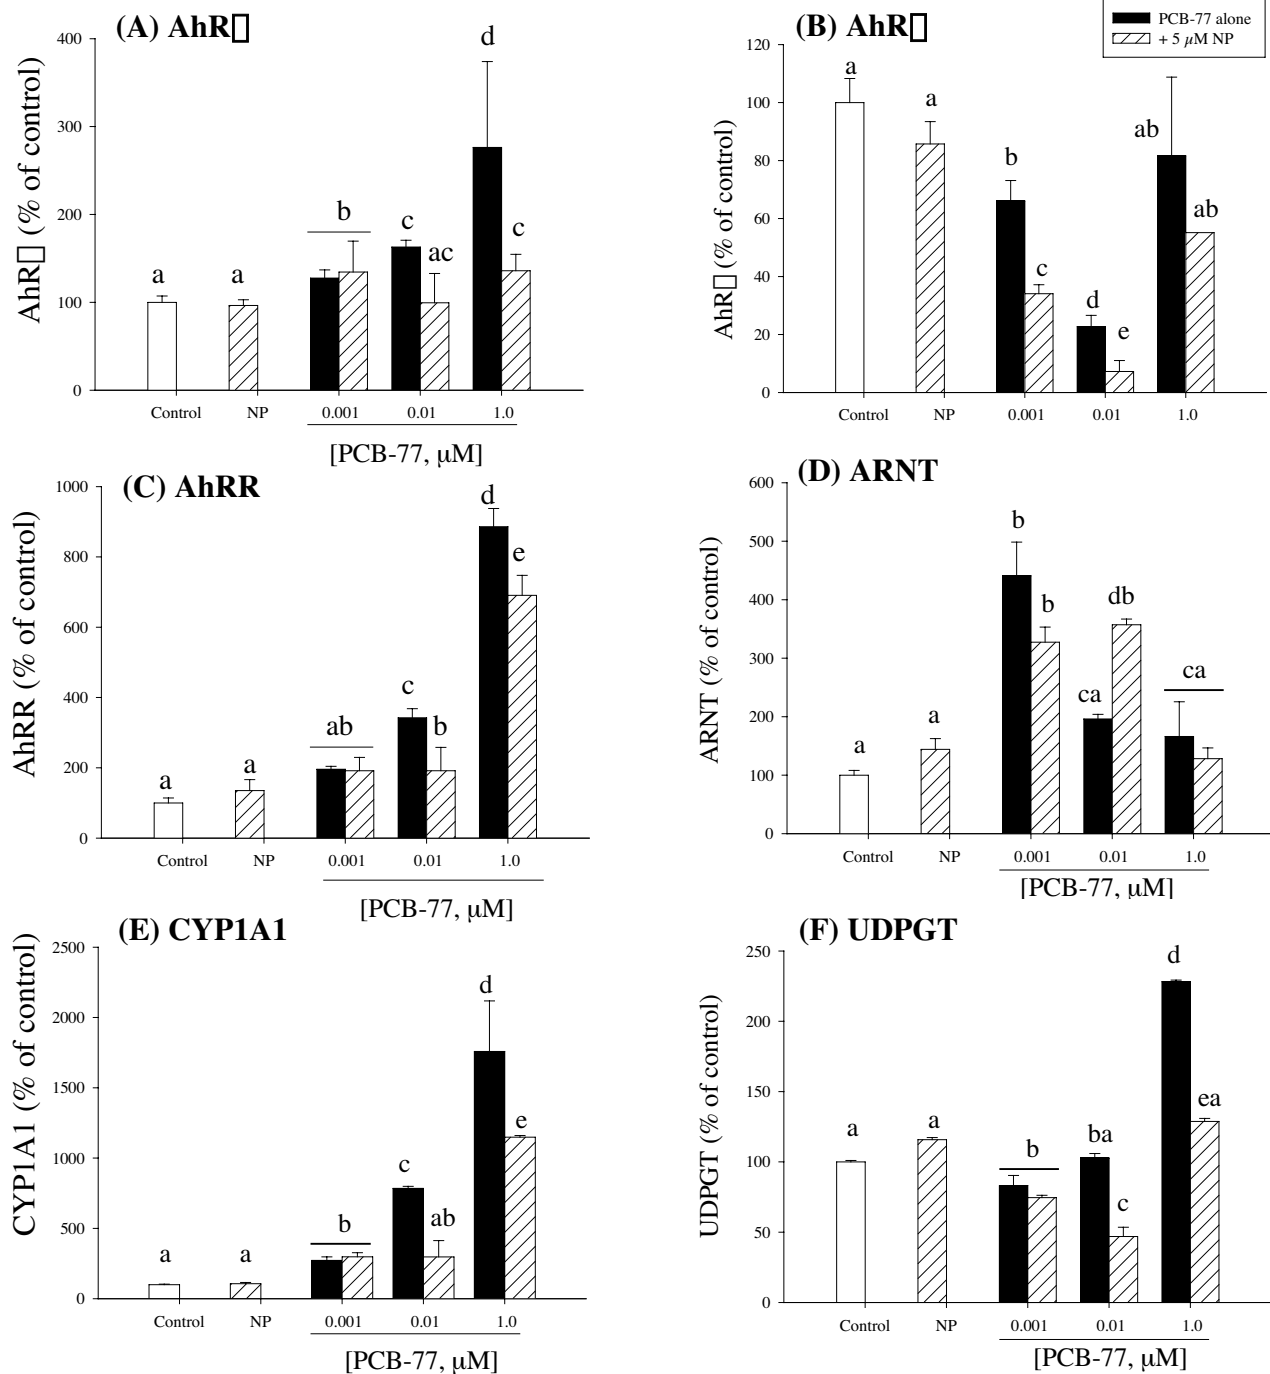 (A) AhR▯
AhR▯ (% of control)
400
300
200
100
0
a
a
b
c
ac
d
c
Control
NP
0.001
0.01
1.0
[PCB-77, μM]
(B) AhR▯
PCB-77 alone
+ 5 μM NP
AhR▯ (% of control)
120
100
80
60
40
20
0
a
a
b
c
d
e
ab
ab
Control
NP
0.001
0.01
1.0
(C) AhRR
AhRR (% of control)
1000
800
600
400
200
0
a
a
ab
c
b
d
e
Control
NP
0.001
0.01
1.0
[PCB-77, μM]
(D) ARNT
ARNT (% of control)
600
500
400
300
200
100
0
a
a
b
b
ca
db
ca
Control
NP
0.001
0.01
1.0
[PCB-77, μM]
(E) CYP1A1
CYP1A1 (% of control)
2500
2000
1500
1000
500
0
a
a
b
c
ab
d
e
Control
NP
0.001
0.01
1.0
[PCB-77, μM]
(F) UDPGT
UDPGT (% of control)
250
200
150
100
50
0
a
a
b
ba
c
d
ea
Control
NP
0.001
0.01
1.0
[PCB-77, μM]